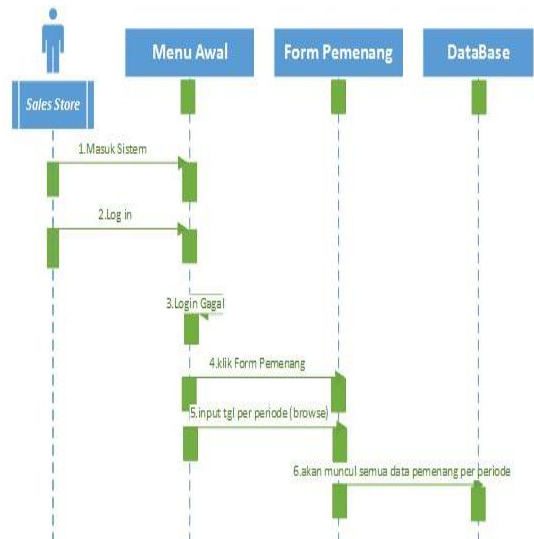 Menu Awal
Form Pemenang
DataBase
Sales Store
1.Masuk Sistem
2.Log in
3.Login Gagal
4.klik Form Pemenang
5.input tgl per periode (browse)
6.akan muncul semua data pemenang per periode